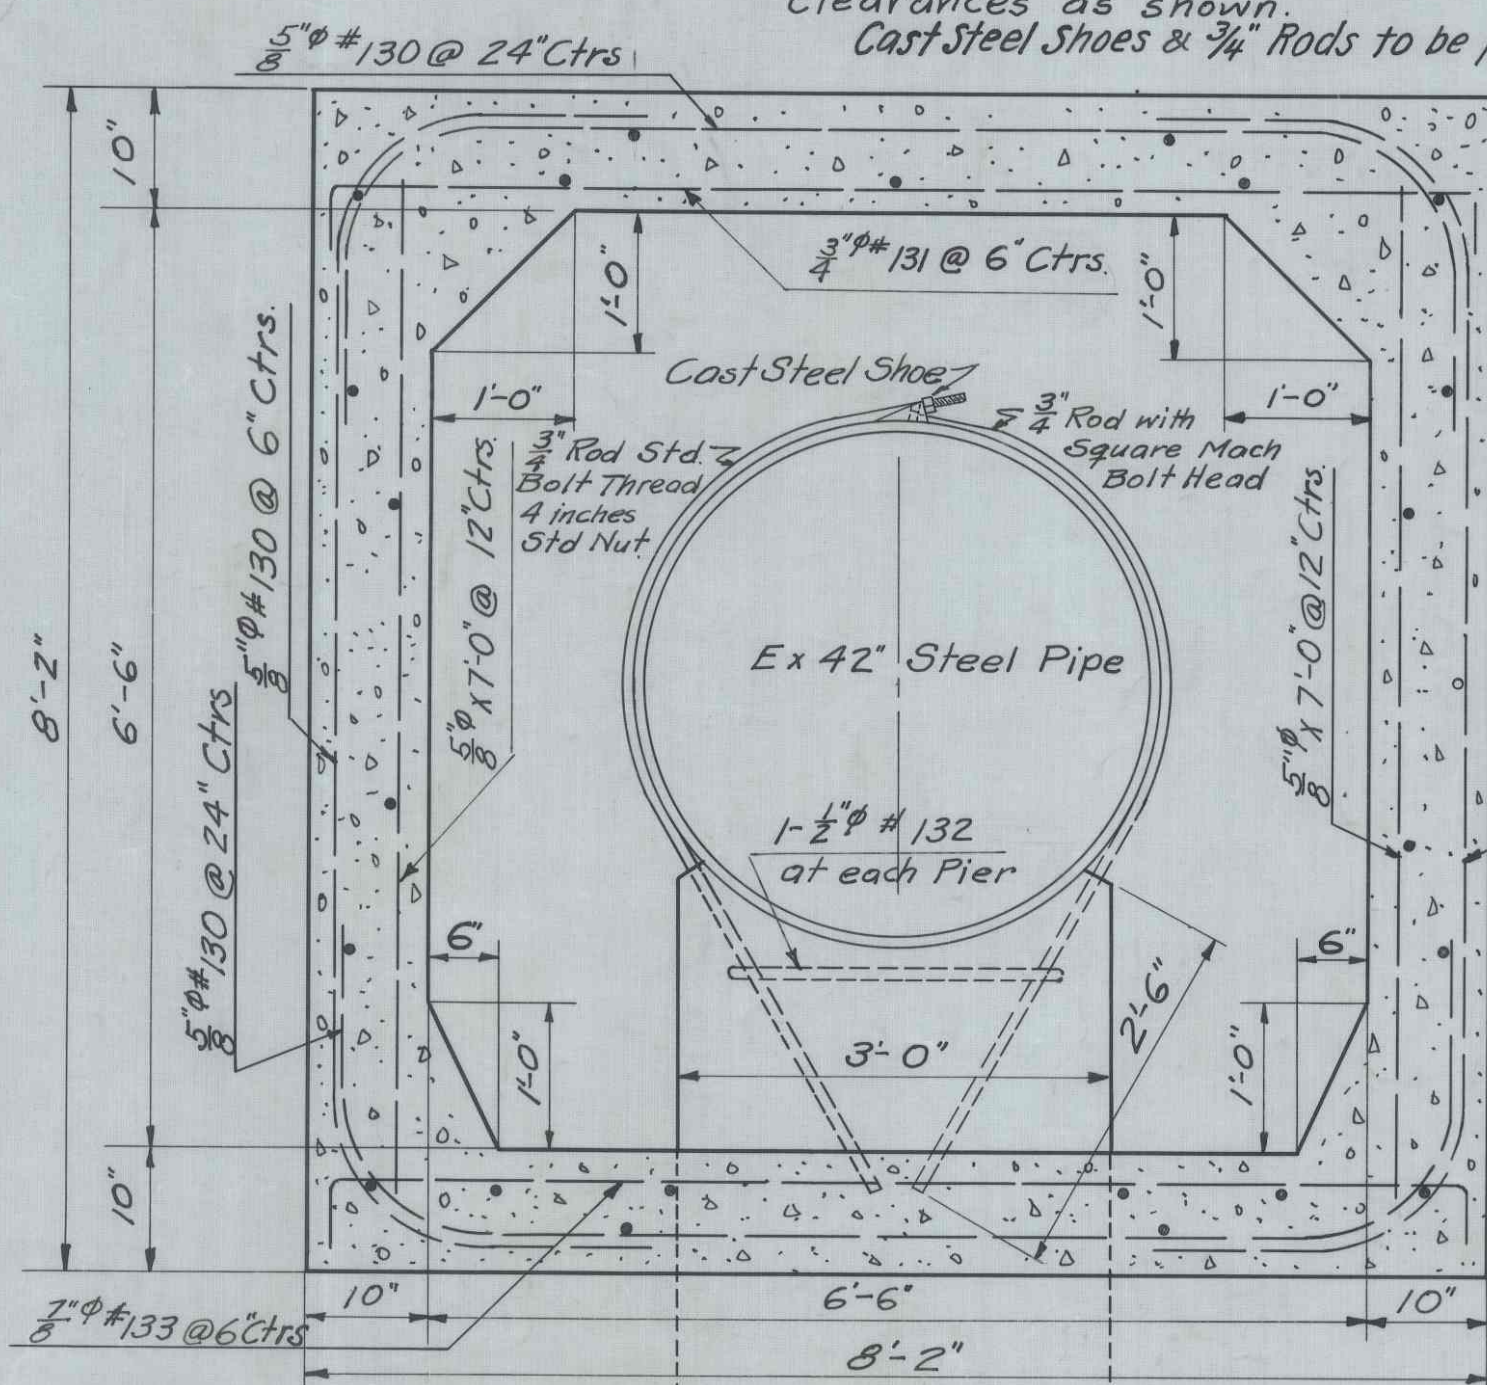 Clearances as shown.
Cast Steel Shoes & 3/4" Rods to be
5/8"φ #130 @ 24" Ctrs
10"
3/4"φ #131 @ 6" Ctrs.
1'-0"
1'-0"
Cast Steel Shoe
1'-0"
1'-0"
3/4" Rod with
Square Mach
Bolt Head
3/4" Rod Std.
Bolt Thread
4 inches
Std Nut
5/8"φ #130 @ 6" Ctrs.
5/8"φ x 7'-0" @ 12" Ctrs.
5/8"φ x 7'-0" @ 12" Ctrs.
8'-2"
6'-6"
Ex 42" Steel Pipe
5/8"φ #130 @ 24" Ctrs
1-1/2"φ #132
at each Pier
6"
6"
2'-6"
3'-0"
1'-0"
1'-0"
10"
10"
6'-6"
10"
7/8"φ #133 @ 6" Ctrs
8'-2"